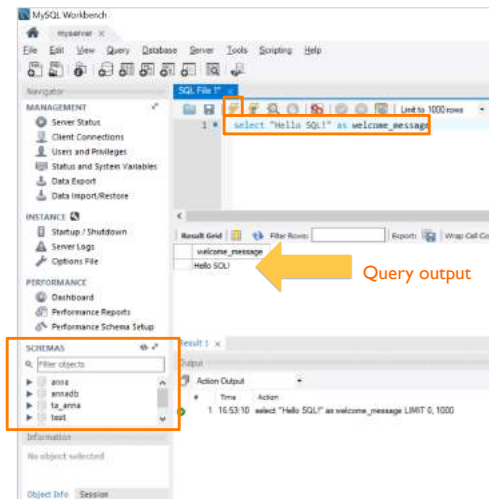 MySQL Workbench
myserver ×
File Edit View Query Database Server Tools Scripting Help
Navigator
SQL File 1* ×
MANAGEMENT
Server Status
Client Connections
Users and Privileges
Status and System Variables
Data Export
Data Import/Restore
INSTANCE
Startup / Shutdown
Server Logs
Options File
PERFORMANCE
Dashboard
Performance Reports
Performance Schema Setup
SCHEMAS
Filter objects
anna
annadb
ta_anna
test
Information
No object selected
Object Info Session
Limit to 1000 rows
1 select "Hello SQL!" as welcome_message
Result Grid Filter Rows: Export: Wrap Cell Co
welcome_message
Hello SQL!
Query output
Result 1 ×
Output
Action Output
# Time Action
1 16:53:10 select "Hello SQL!" as welcome_message LIMIT 0, 1000